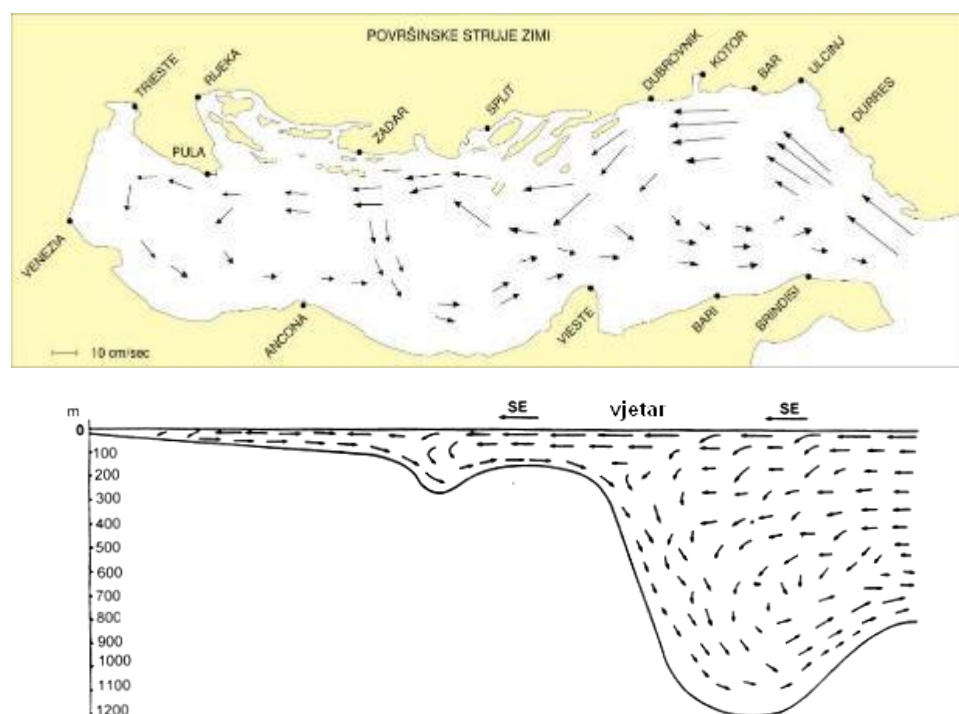 POVRŠINSKE STRUJE ZIMI
TRIESTE
RIJEKA
PULA
ZADAR
SPLIT
DUBROVNIK
KOTOR
BAR
ULCINJ
DURRES
VENEZIA
ANCONA
VIESTE
BARI
BRINDISI
10 cm/sec
m
SE
vjetar
SE
0
100
200
300
400
500
600
700
800
900
1000
1100
1200